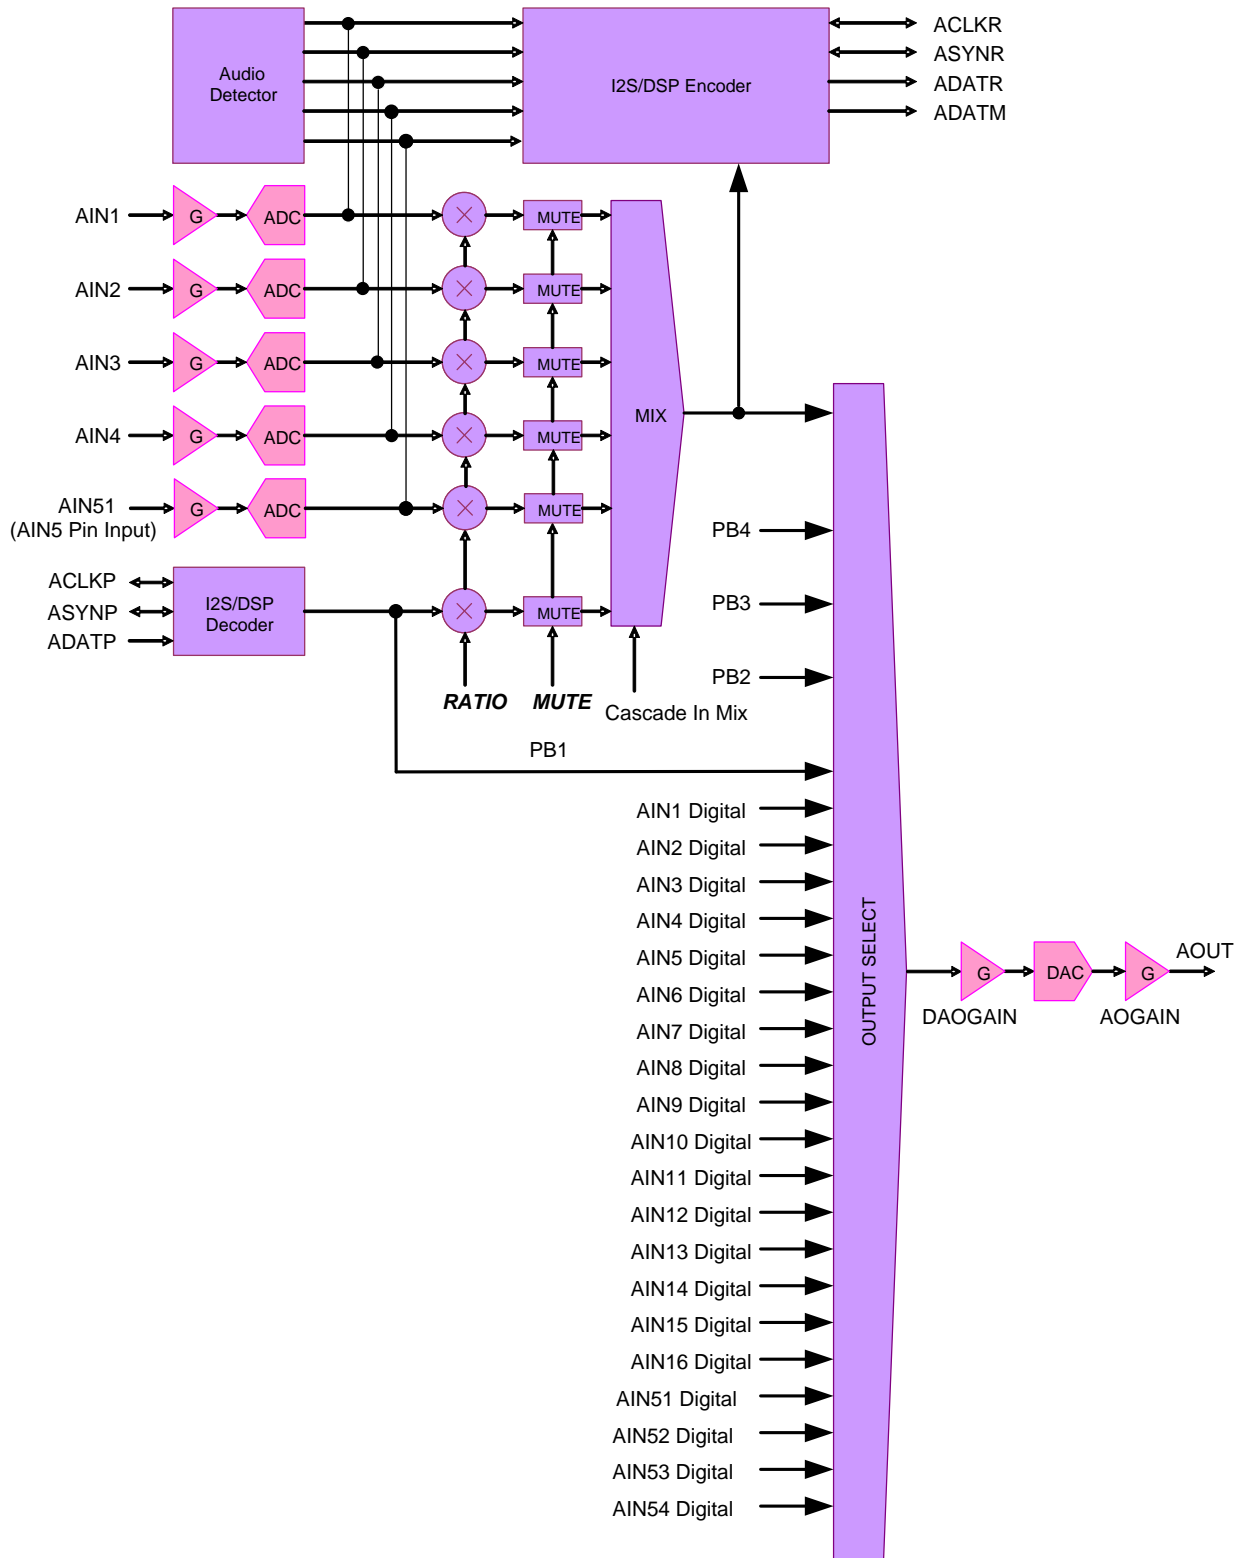 Audio
Detector
I2S/DSP Encoder
ACLKR
ASYNR
ADATR
ADATM
AIN1
G
ADC
MUTE
AIN2
G
ADC
MUTE
AIN3
G
ADC
MUTE
AIN4
G
ADC
MUTE
MIX
AIN51
(AIN5 Pin Input)
G
ADC
MUTE
ACLKP
ASYNP
ADATP
I2S/DSP
Decoder
MUTE
RATIO
MUTE
Cascade In Mix
PB4
PB3
PB2
PB1
AIN1 Digital
AIN2 Digital
AIN3 Digital
AIN4 Digital
AIN5 Digital
AIN6 Digital
AIN7 Digital
AIN8 Digital
AIN9 Digital
AIN10 Digital
AIN11 Digital
AIN12 Digital
AIN13 Digital
AIN14 Digital
AIN15 Digital
AIN16 Digital
AIN51 Digital
AIN52 Digital
AIN53 Digital
AIN54 Digital
OUTPUT SELECT
G
DAOGAIN
DAC
G
AOGAIN
AOUT